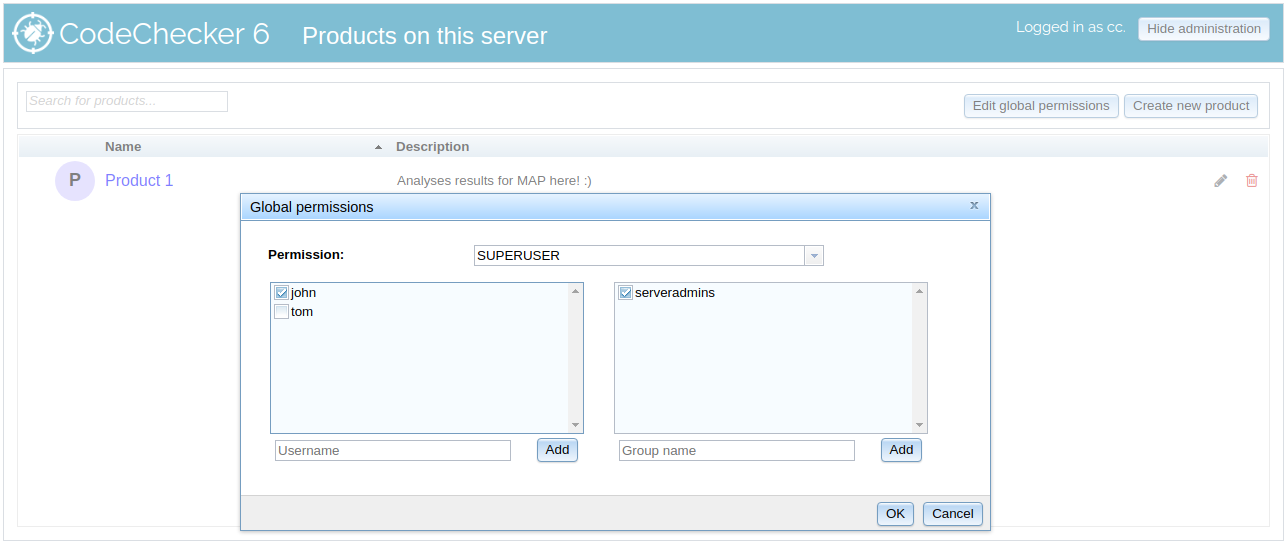 CodeChecker 6 Products on this server Logged in as cc. Hide administration
Search for products... Edit global permissions Create new product
Name Description
P Product 1 Analyses results for MAP here! :)
Global permissions x
Permission: SUPERUSER
john serveradmins
tom
Username Add Group name Add
OK Cancel